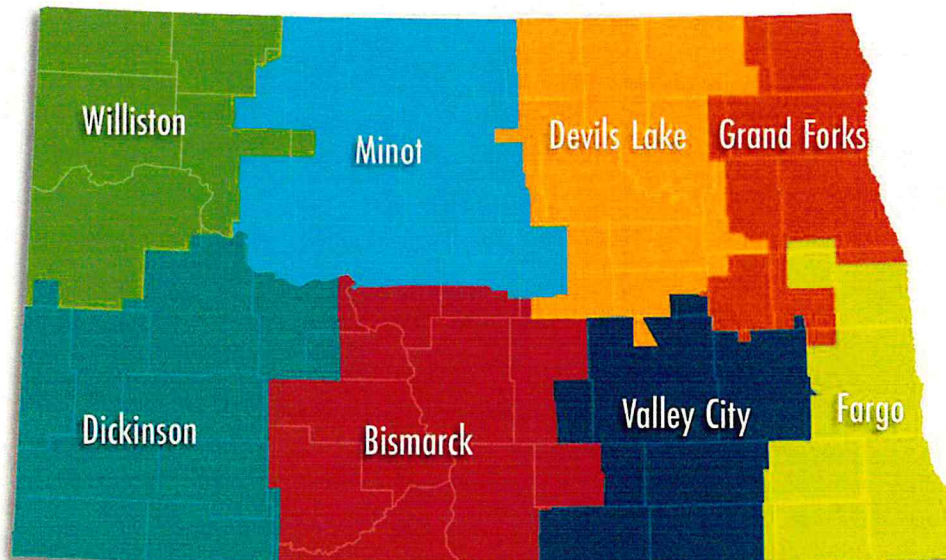 Williston
Minot
Devils Lake
Grand Forks
Dickinson
Bismarck
Valley City
Fargo